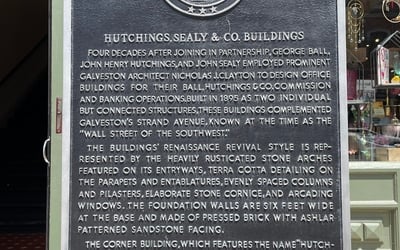 HUTCHINGS, SEALY & CO. BUILDINGS
FOUR DECADES AFTER JOINING IN PARTNERSHIP, GEORGE BALL,
JOHN HENRY HUTCHINGS, AND JOHN SEALY EMPLOYED PROMINENT
GALVESTON ARCHITECT NICHOLAS J. CLAYTON TO DESIGN OFFICE
BUILDINGS FOR THEIR BALL, HUTCHINGS & CO. COMMISSION
AND BANKING OPERATIONS. BUILT IN 1895 AS TWO INDIVIDUAL
BUT CONNECTED STRUCTURES, THESE BUILDINGS COMPLEMENTED
GALVESTON'S STRAND AVENUE, KNOWN AT THE TIME AS THE
"WALL STREET OF THE SOUTHWEST."
THE BUILDINGS' RENAISSANCE REVIVAL STYLE IS REP-
RESENTED BY THE HEAVILY RUSTICATED STONE ARCHES
FEATURED ON ITS ENTRYWAYS, TERRA COTTA DETAILING ON
THE PARAPETS AND ENTABLATURES, EVENLY SPACED COLUMNS
AND PILASTERS, ELABORATE STONE CORNICE, AND ARCADING
WINDOWS. THE FOUNDATION WALLS ARE SIX FEET WIDE
AT THE BASE AND MADE OF PRESSED BRICK WITH ASHLAR
PATTERNED SANDSTONE FACING.
THE CORNER BUILDING, WHICH FEATURES THE NAME "HUTCH-